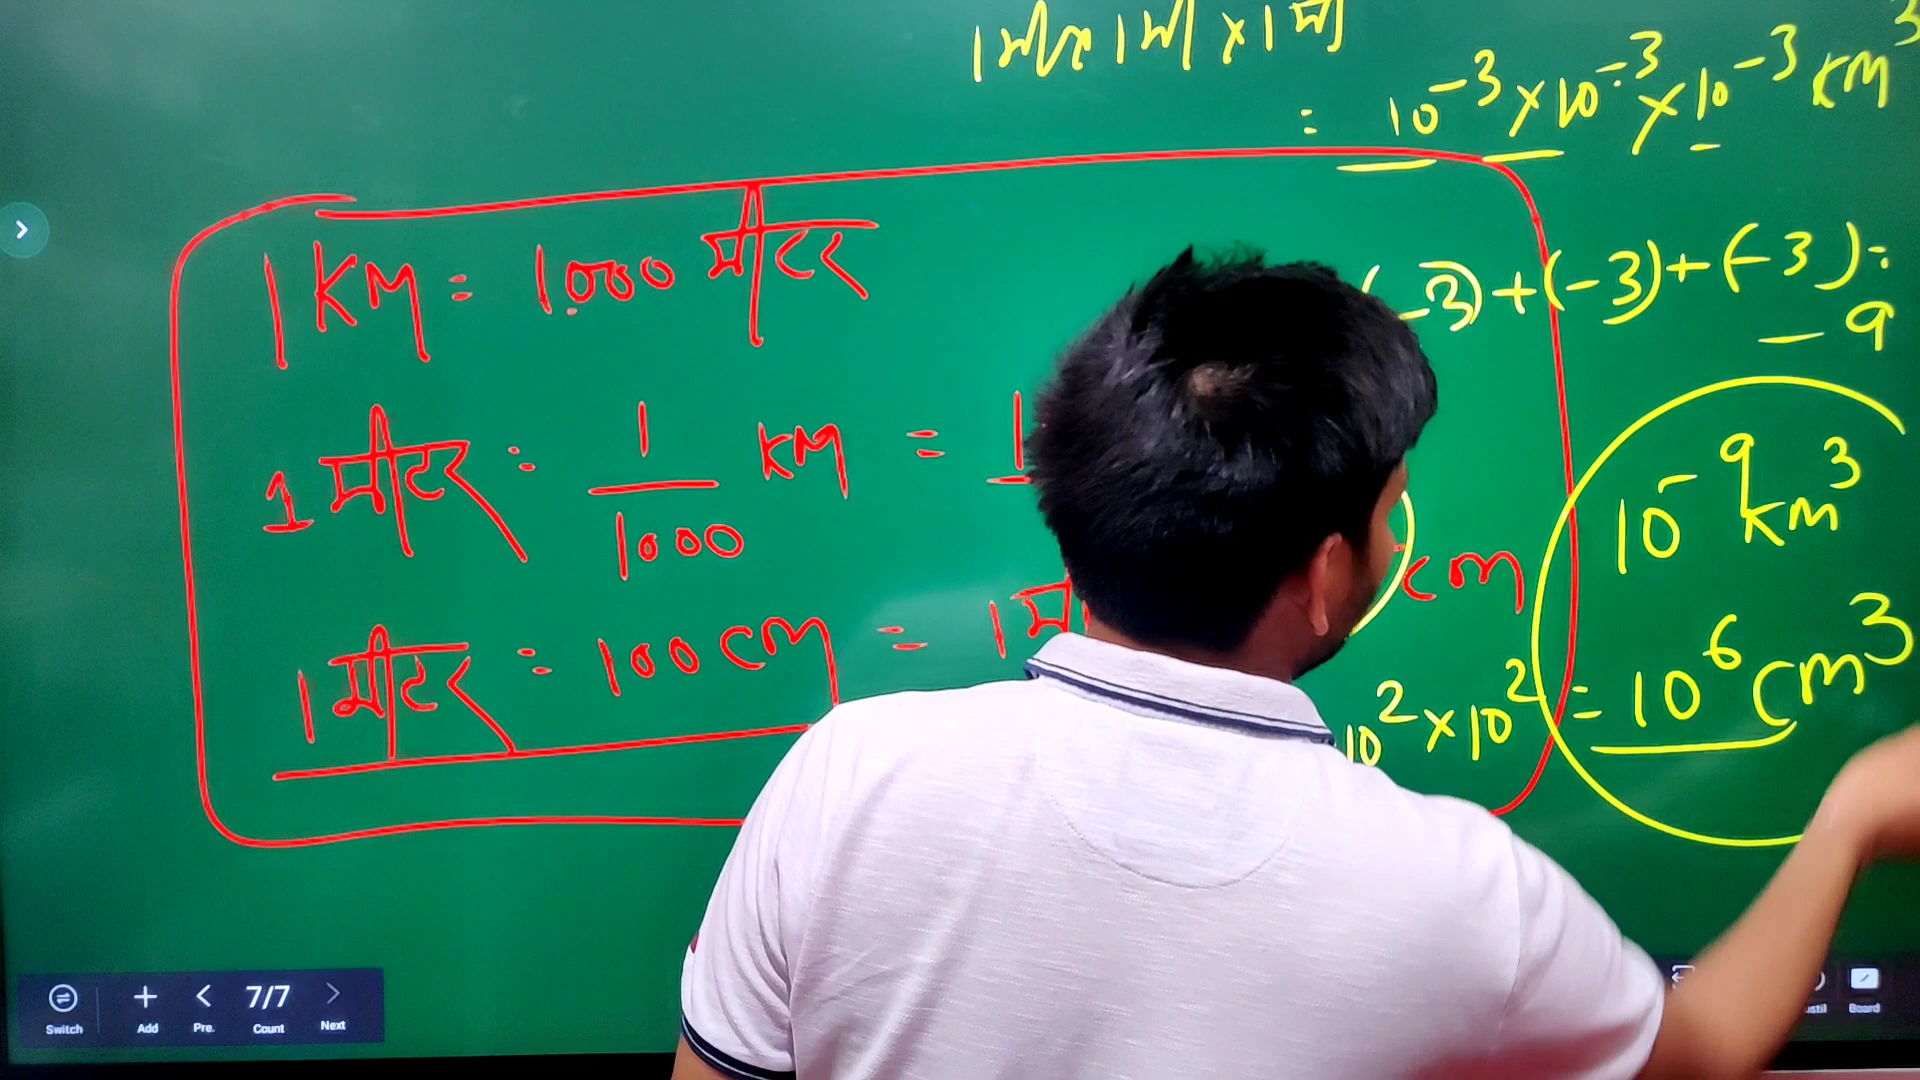 1मी x 1मी x 1मी
= 10⁻³ x 10⁻³ x 10⁻³ KM³
1 KM = 1000 मीटर
(-3) + (-3) + (-3) =
-9
1 मीटर = 1/1000 KM = 1
10⁻⁹ KM³
cm
1 मीटर = 100 cm = 1 मी
10² x 10² = 10⁶ cm³
Switch
Add
Pre.
7/7
Count
Next
Board